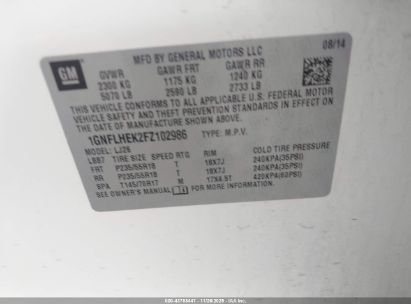 MFD BY GENERAL MOTORS LLC 08/14
GM
GVWR GAWR FRT GAWR RR
2300 KG 1175 KG 1240 KG
5070 LB 2590 LB 2733 LB
THIS VEHICLE CONFORMS TO ALL APPLICABLE U.S. FEDERAL MOTOR
VEHICLE SAFETY AND THEFT PREVENTION STANDARDS IN EFFECT ON
THE DATE OF MANUFACTURE SHOWN ABOVE.
1GNFLHEK2FZ102986 TYPE: M.P.V.
MODEL: LJ26
LBB7 TIRE SIZE SPEED RTG RIM COLD TIRE PRESSURE
FRT P235/55R18 T 18X7J 240KPA(35PSI)
RR P235/55R18 T 18X7J 240KPA(35PSI)
SPA T145/70R17 M 17X4.5T 420KPA(60PSI)
SEE OWNER'S MANUAL FOR ADDITIONAL INFORMATION.